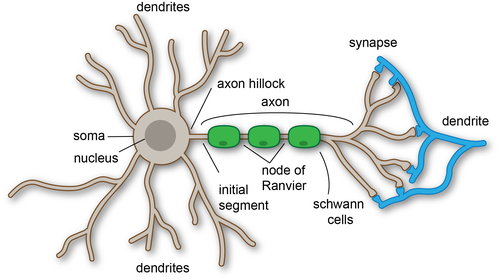 dendrites
synapse
axon hillock
axon
dendrite
soma
nucleus
initial
segment
node of
Ranvier
schwann
cells
dendrites